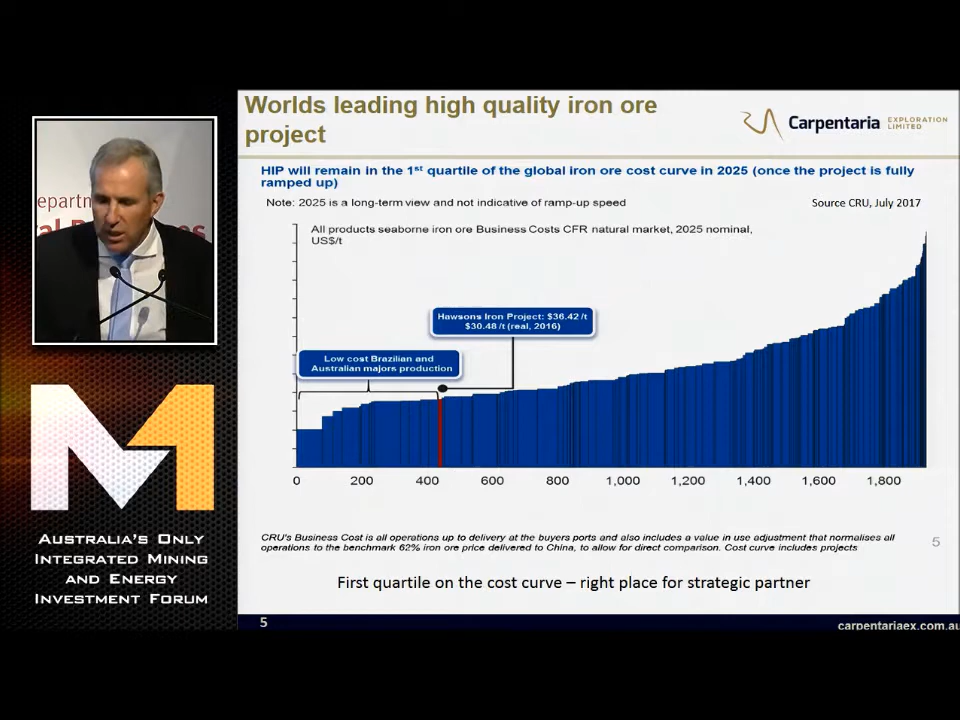 Worlds leading high quality iron ore
project
Carpentaria
EXPLORATION
LIMITED
HIP will remain in the 1st quartile of the global iron ore cost curve in 2025 (once the project is fully
ramped up)
Note: 2025 is a long-term view and not indicative of ramp-up speed
Source CRU, July 2017
All products seaborne iron ore Business Costs CFR natural market, 2025 nominal,
US$/t
Hawsons Iron Project: $36.42 /t
$30.48 /t (real, 2016)
Low cost Brazilian and
Australian majors production
0 200 400 600 800 1,000 1,200 1,400 1,600 1,800
CRU's Business Cost is all operations up to delivery at the buyers ports and also includes a value in use adjustment that normalises all
operations to the benchmark 62% iron ore price delivered to China, to allow for direct comparison. Cost curve includes projects
5
First quartile on the cost curve – right place for strategic partner
5
carpentariaex.com.au
epartm
M1
AUSTRALIA'S ONLY
INTEGRATED MINING
AND ENERGY
INVESTMENT FORUM